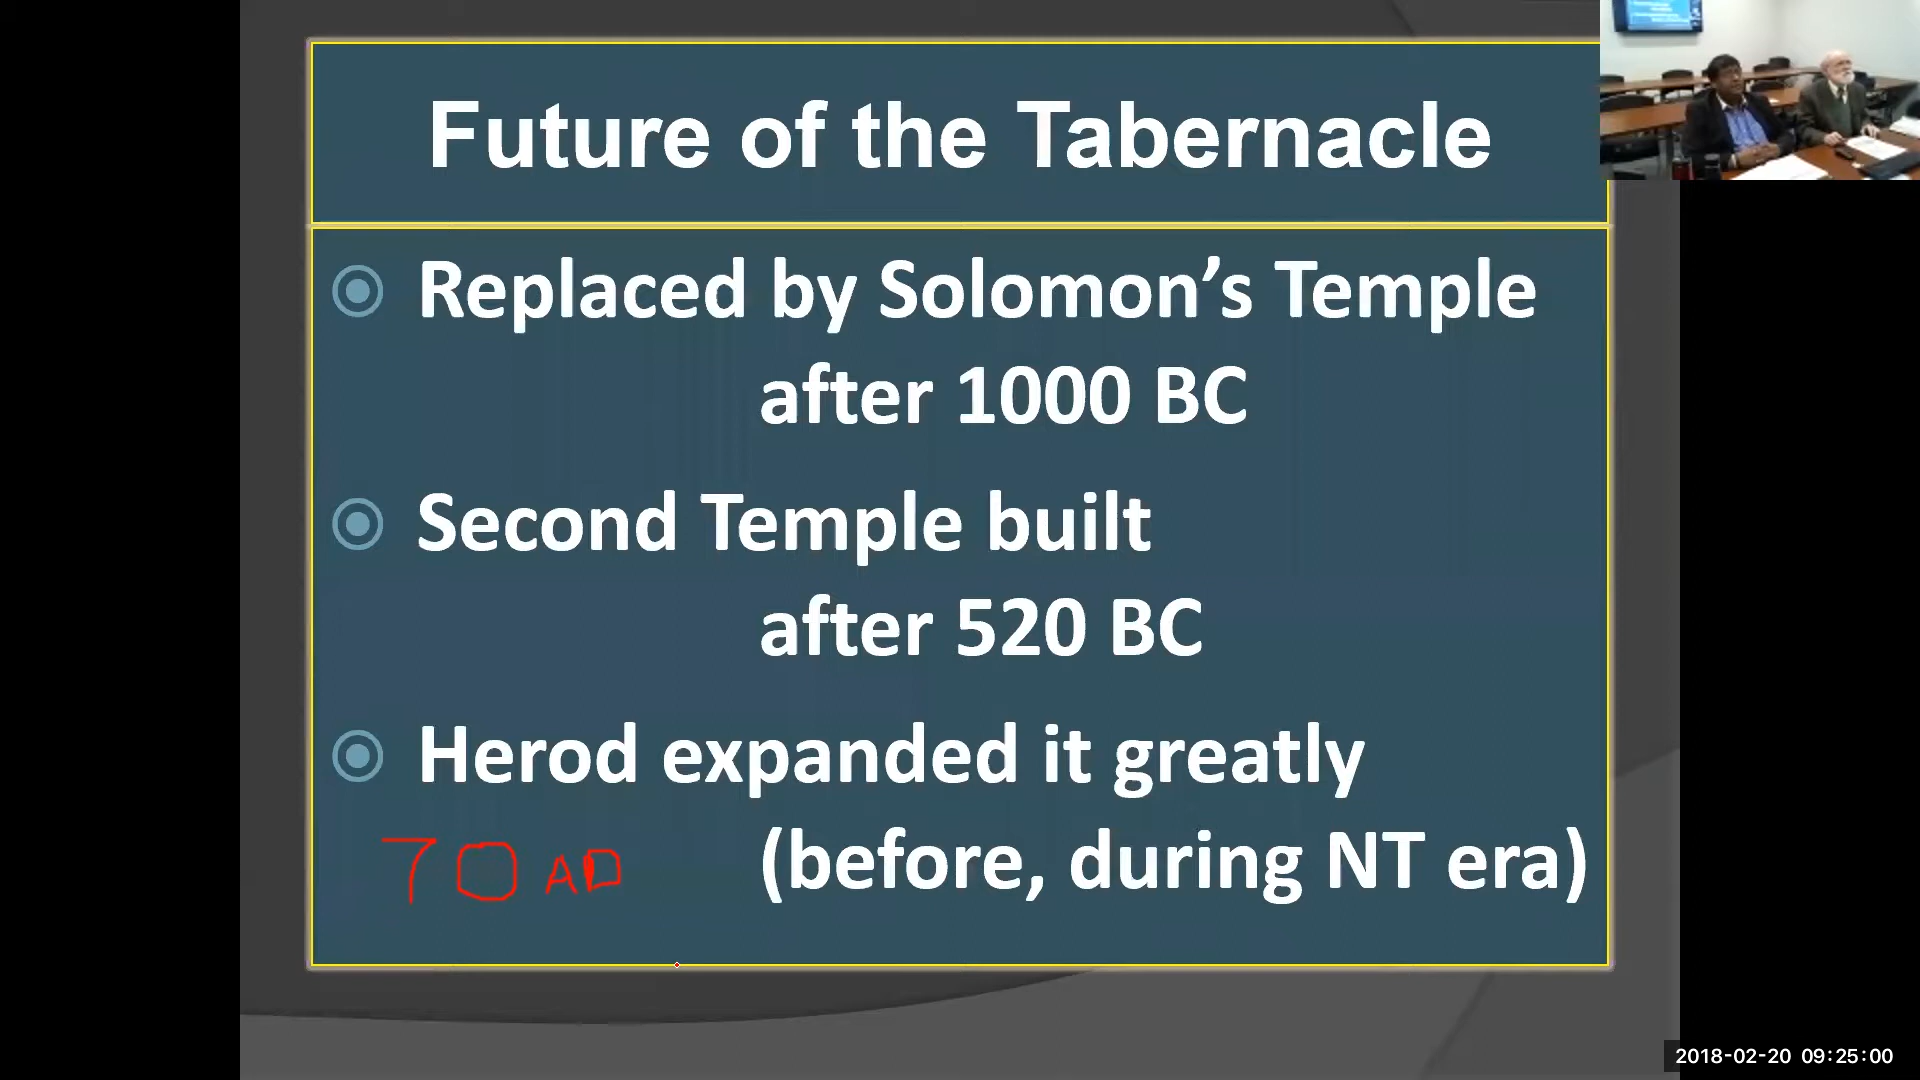 Future of the Tabernacle
Replaced by Solomon’s Temple
after 1000 BC
Second Temple built
after 520 BC
Herod expanded it greatly
70 AD (before, during NT era)
2018-02-20 09:25:00